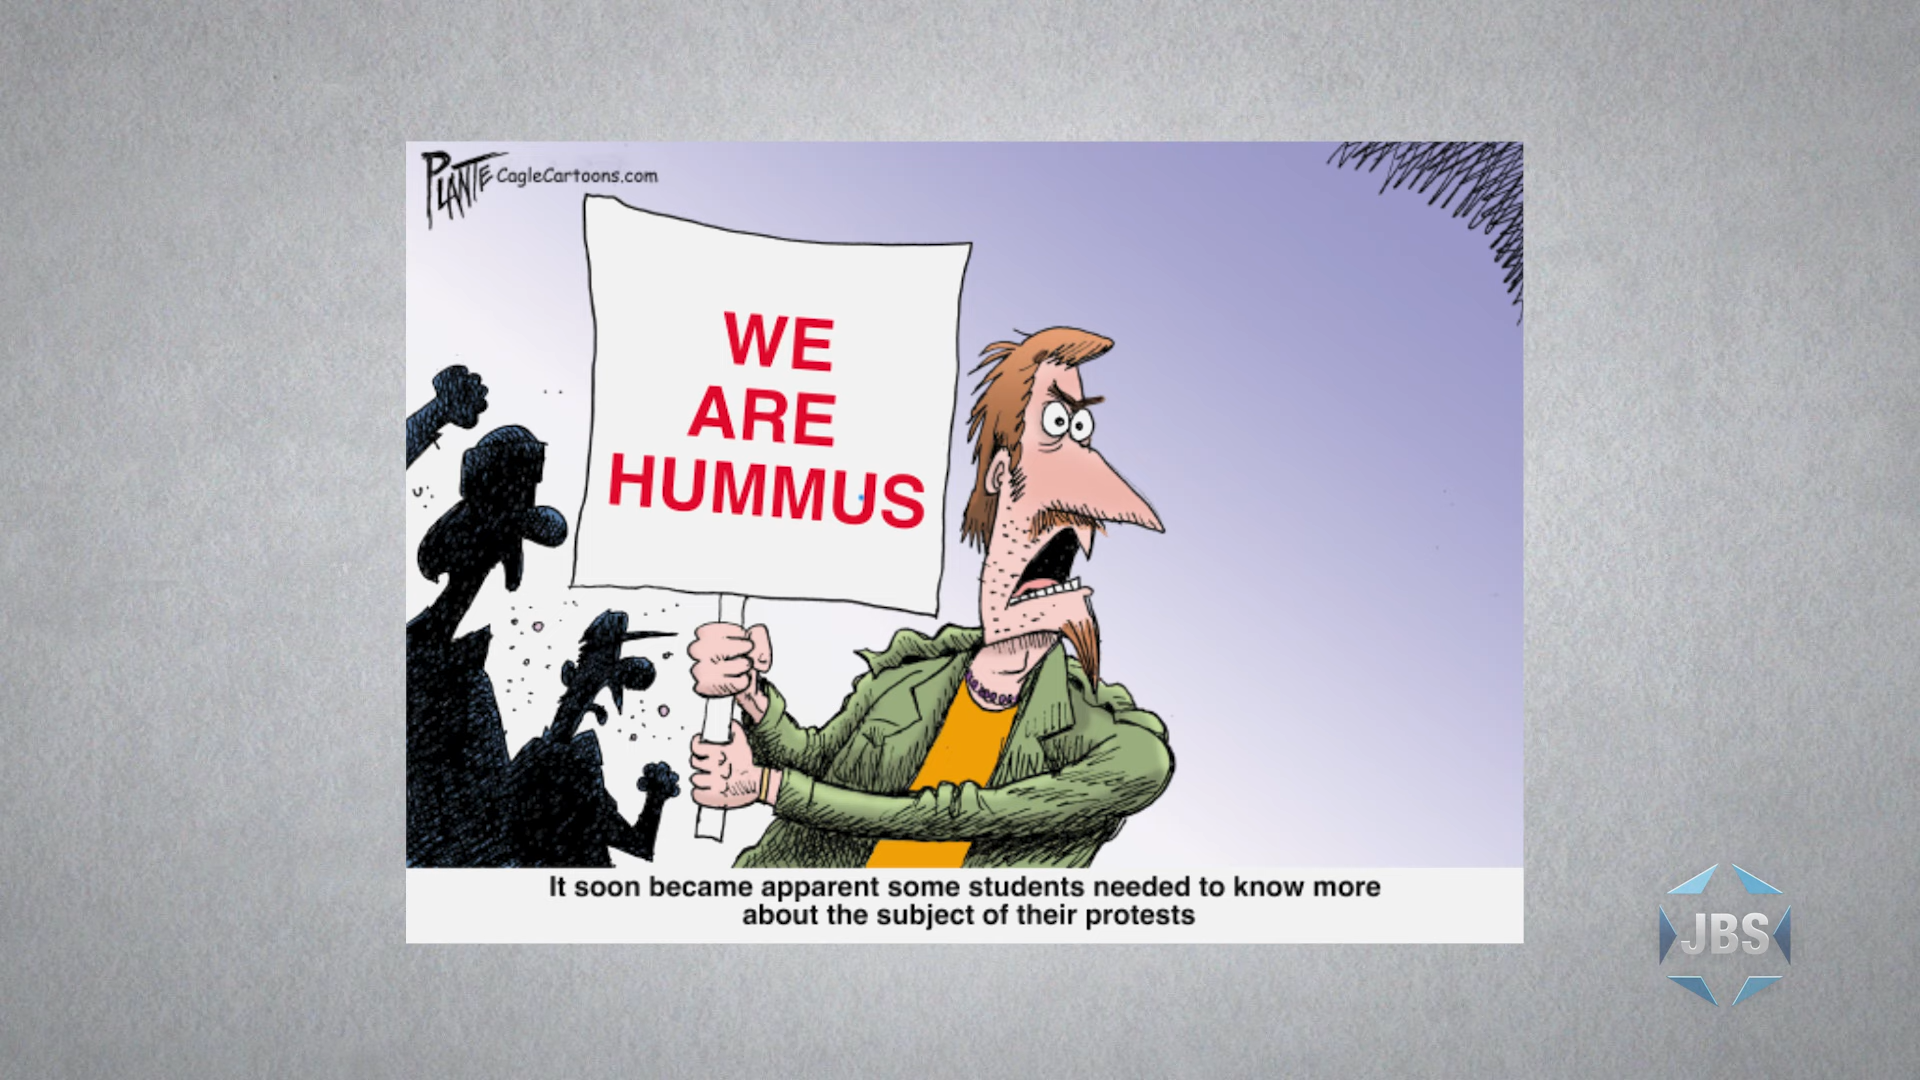 PLANTE CagleCartoons.com
WE
ARE
HUMMUS
It soon became apparent some students needed to know more
about the subject of their protests
JBS